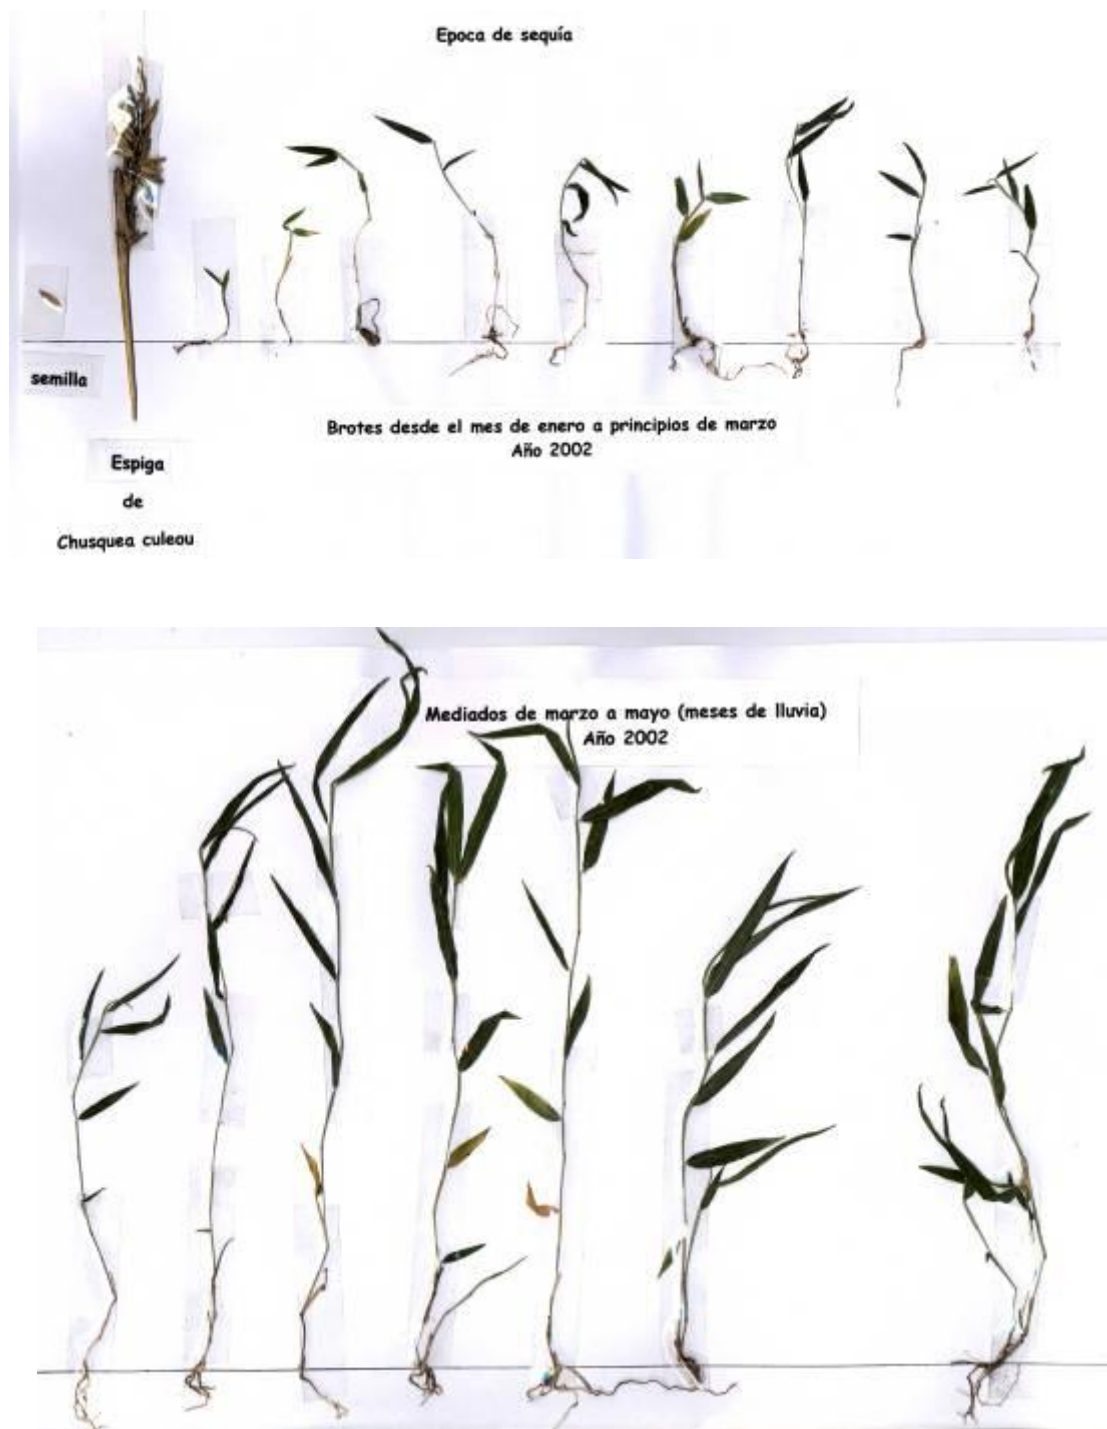 Epoca de sequía
semilla
Brotes desde el mes de enero a principios de marzo
Año 2002
Espiga
de
Chusquea culeou
Mediados de marzo a mayo (meses de lluvia)
Año 2002